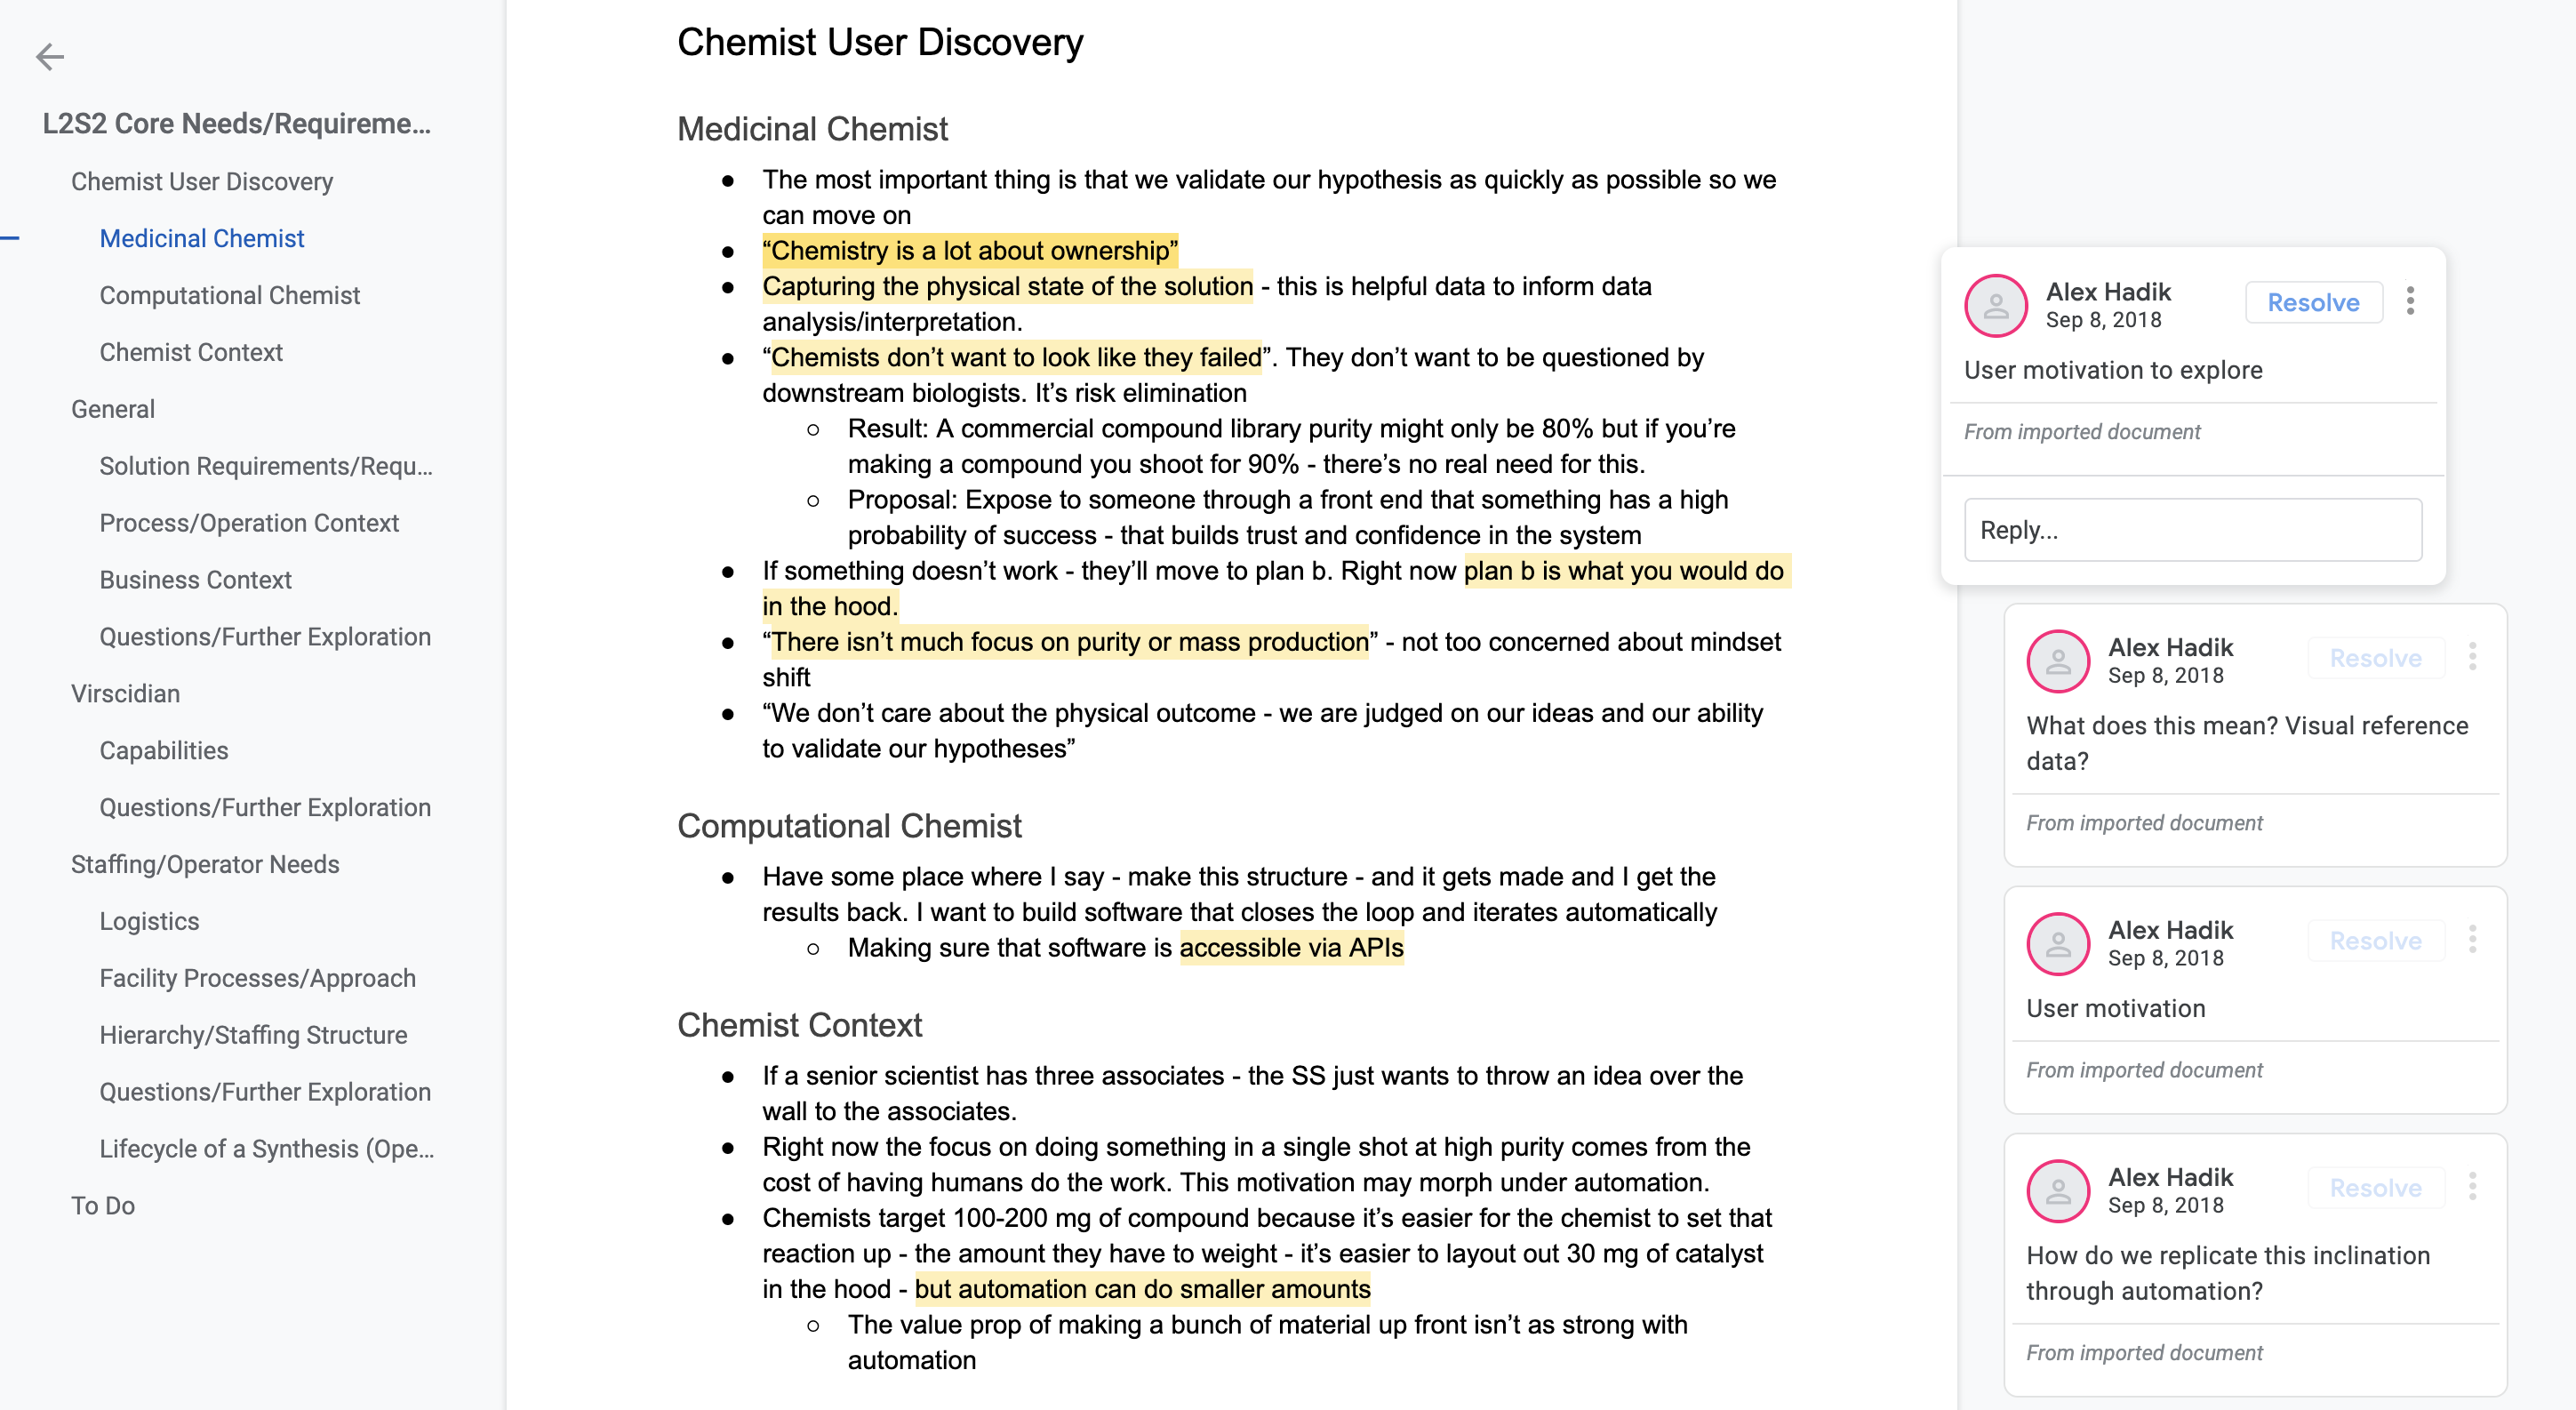 L2S2 Core Needs/Requireme...
Chemist User Discovery
Medicinal Chemist
Computational Chemist
Chemist Context
General
Solution Requirements/Requ...
Process/Operation Context
Business Context
Questions/Further Exploration
Virscidian
Capabilities
Questions/Further Exploration
Staffing/Operator Needs
Logistics
Facility Processes/Approach
Hierarchy/Staffing Structure
Questions/Further Exploration
Lifecycle of a Synthesis (Ope...
To Do
Chemist User Discovery
Medicinal Chemist
● The most important thing is that we validate our hypothesis as quickly as possible so we
can move on
● “Chemistry is a lot about ownership”
● Capturing the physical state of the solution - this is helpful data to inform data
analysis/interpretation.
● “Chemists don’t want to look like they failed”. They don’t want to be questioned by
downstream biologists. It’s risk elimination
○ Result: A commercial compound library purity might only be 80% but if you’re
making a compound you shoot for 90% - there’s no real need for this.
○ Proposal: Expose to someone through a front end that something has a high
probability of success - that builds trust and confidence in the system
● If something doesn’t work - they’ll move to plan b. Right now plan b is what you would do
in the hood.
● “There isn’t much focus on purity or mass production” - not too concerned about mindset
shift
● “We don’t care about the physical outcome - we are judged on our ideas and our ability
to validate our hypotheses”
Computational Chemist
● Have some place where I say - make this structure - and it gets made and I get the
results back. I want to build software that closes the loop and iterates automatically
○ Making sure that software is accessible via APIs
Chemist Context
● If a senior scientist has three associates - the SS just wants to throw an idea over the
wall to the associates.
● Right now the focus on doing something in a single shot at high purity comes from the
cost of having humans do the work. This motivation may morph under automation.
● Chemists target 100-200 mg of compound because it’s easier for the chemist to set that
reaction up - the amount they have to weight - it’s easier to layout out 30 mg of catalyst
in the hood - but automation can do smaller amounts
○ The value prop of making a bunch of material up front isn’t as strong with
automation
Alex Hadik
Sep 8, 2018
Resolve
User motivation to explore
From imported document
Reply...
Alex Hadik
Sep 8, 2018
Resolve
What does this mean? Visual reference
data?
From imported document
Alex Hadik
Sep 8, 2018
Resolve
User motivation
From imported document
Alex Hadik
Sep 8, 2018
Resolve
How do we replicate this inclination
through automation?
From imported document